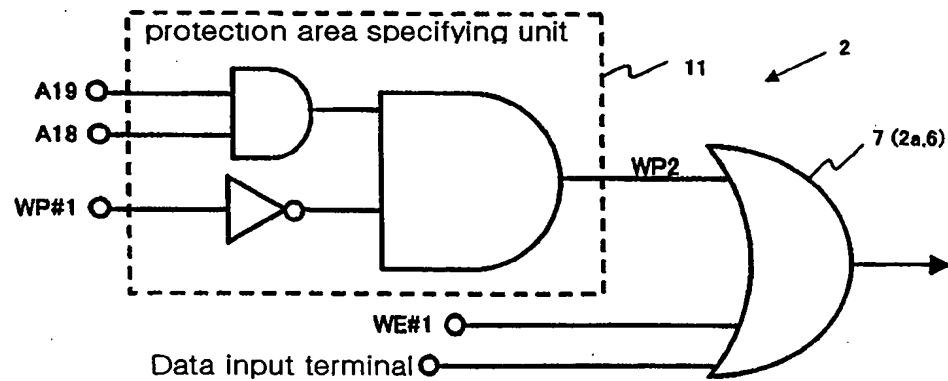 protection area specifying unit
11
2
A19
A18
7 (2a,6)
WP2
WP#1
WE#1
Data input terminal